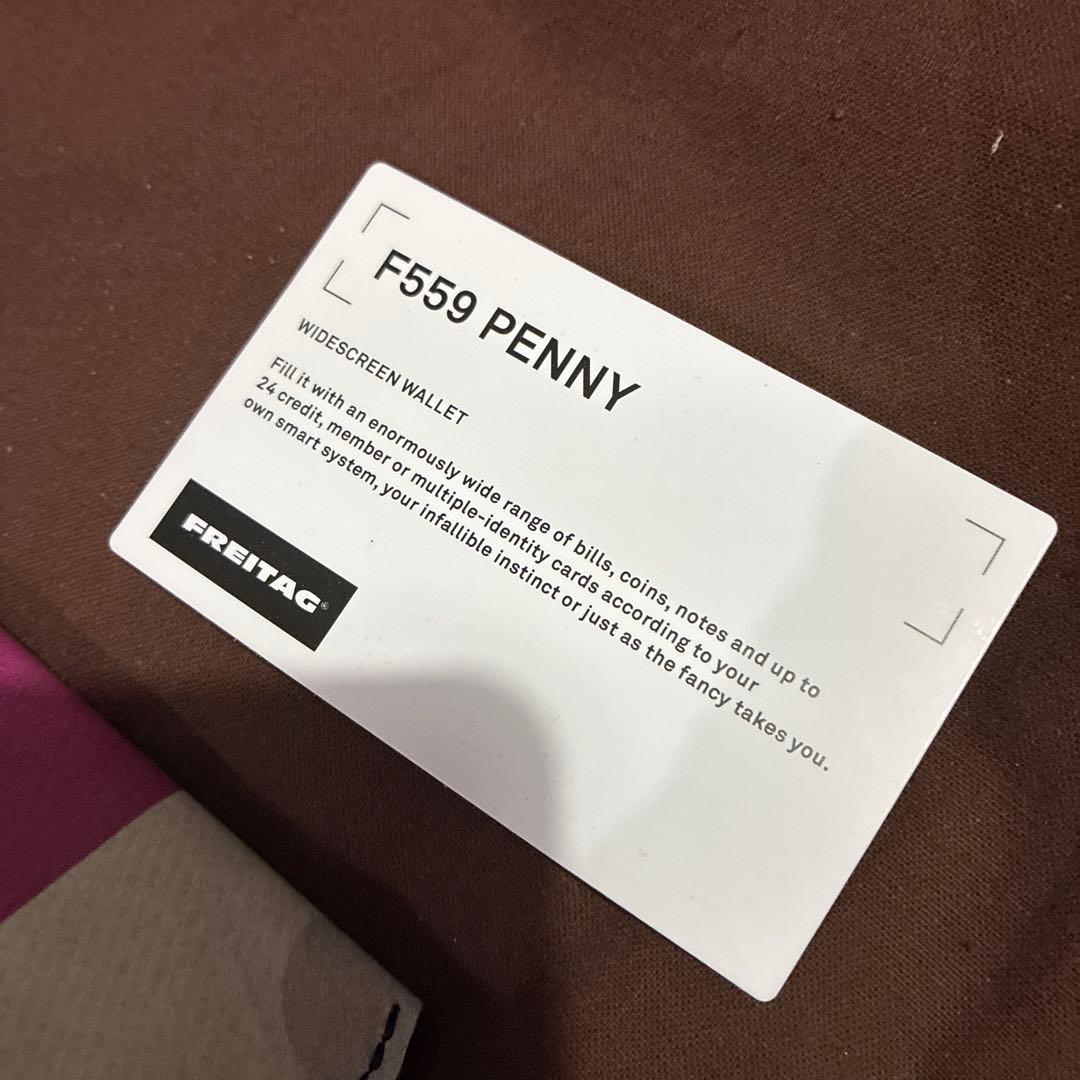 F559 PENNY
WIDESCREEN WALLET
Fill it with an enormously wide range of bills, coins, notes and up to
24 credit, member or multiple-identity cards according to your
own smart system, your infallible instinct or just as the fancy takes you.
FREITAG®